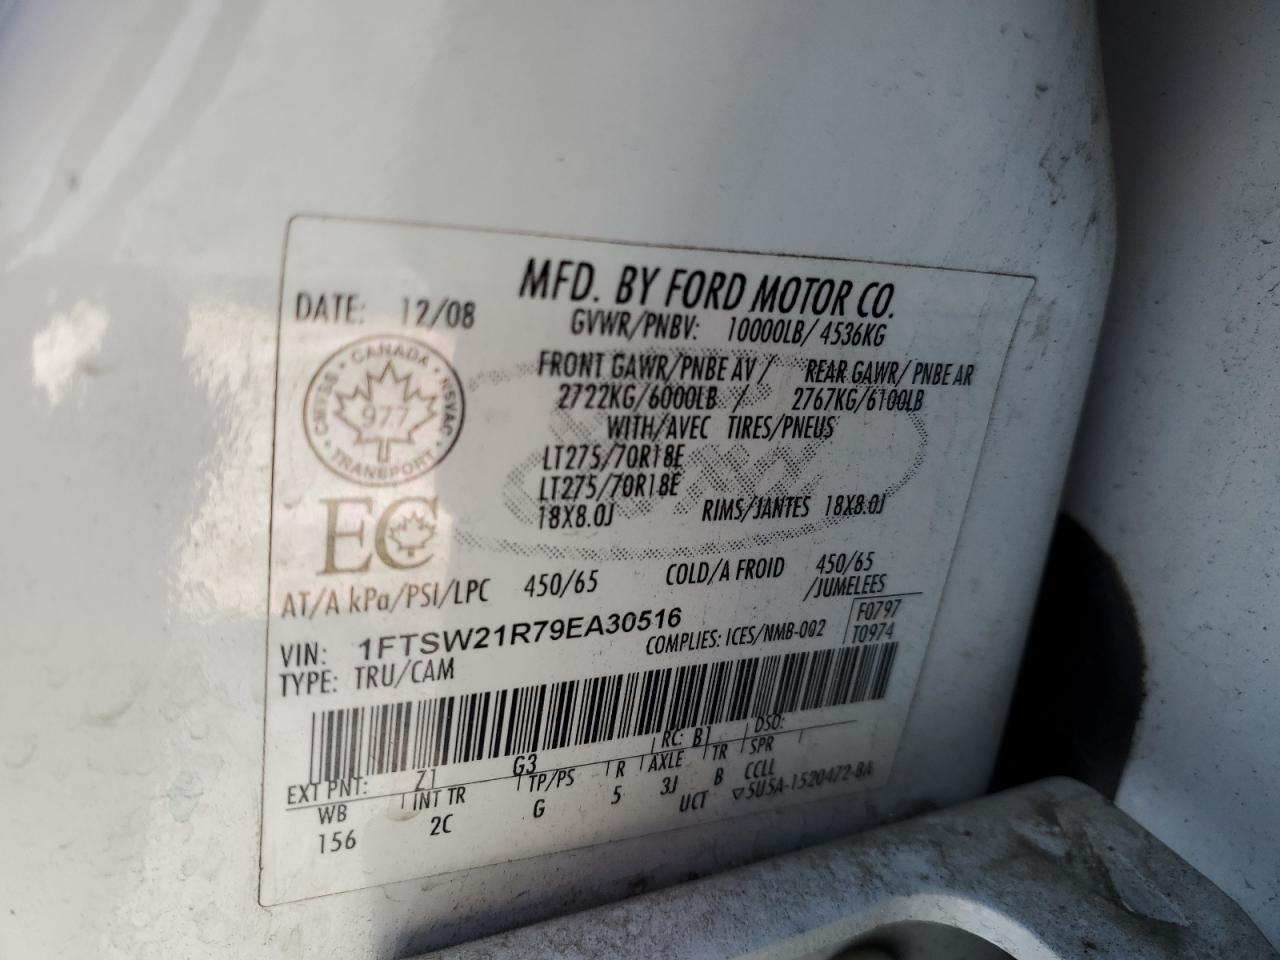 MFD. BY FORD MOTOR CO.
DATE: 12/08
GVWR/PNBV: 10000LB/ 4536KG
CANADA
CMVSS NSVAC
977
TRANSPORT
FRONT GAWR/PNBE AV / REAR GAWR/ PNBE AR
2722KG/6000LB / 2767KG/6100LB
WITH/AVEC TIRES/PNEUS
LT275/70R18E
LT275/70R18E
18X8.0J RIMS/JANTES 18X8.0J
EC
AT/A kPa/PSI/LPC 450/65 COLD/A FROID 450/65
/JUMELEES
VIN: 1FTSW21R79EA30516
COMPLIES: ICES/NMB-002
F0797
T0974
TYPE: TRU/CAM
EXT PNT: Z1 G3 RC: B1 DSO:
WB INT TR TP/PS R AXLE TR SPR
156 2C G 5 3J B CCLL
UCT ▽5U5A-1520472-BA